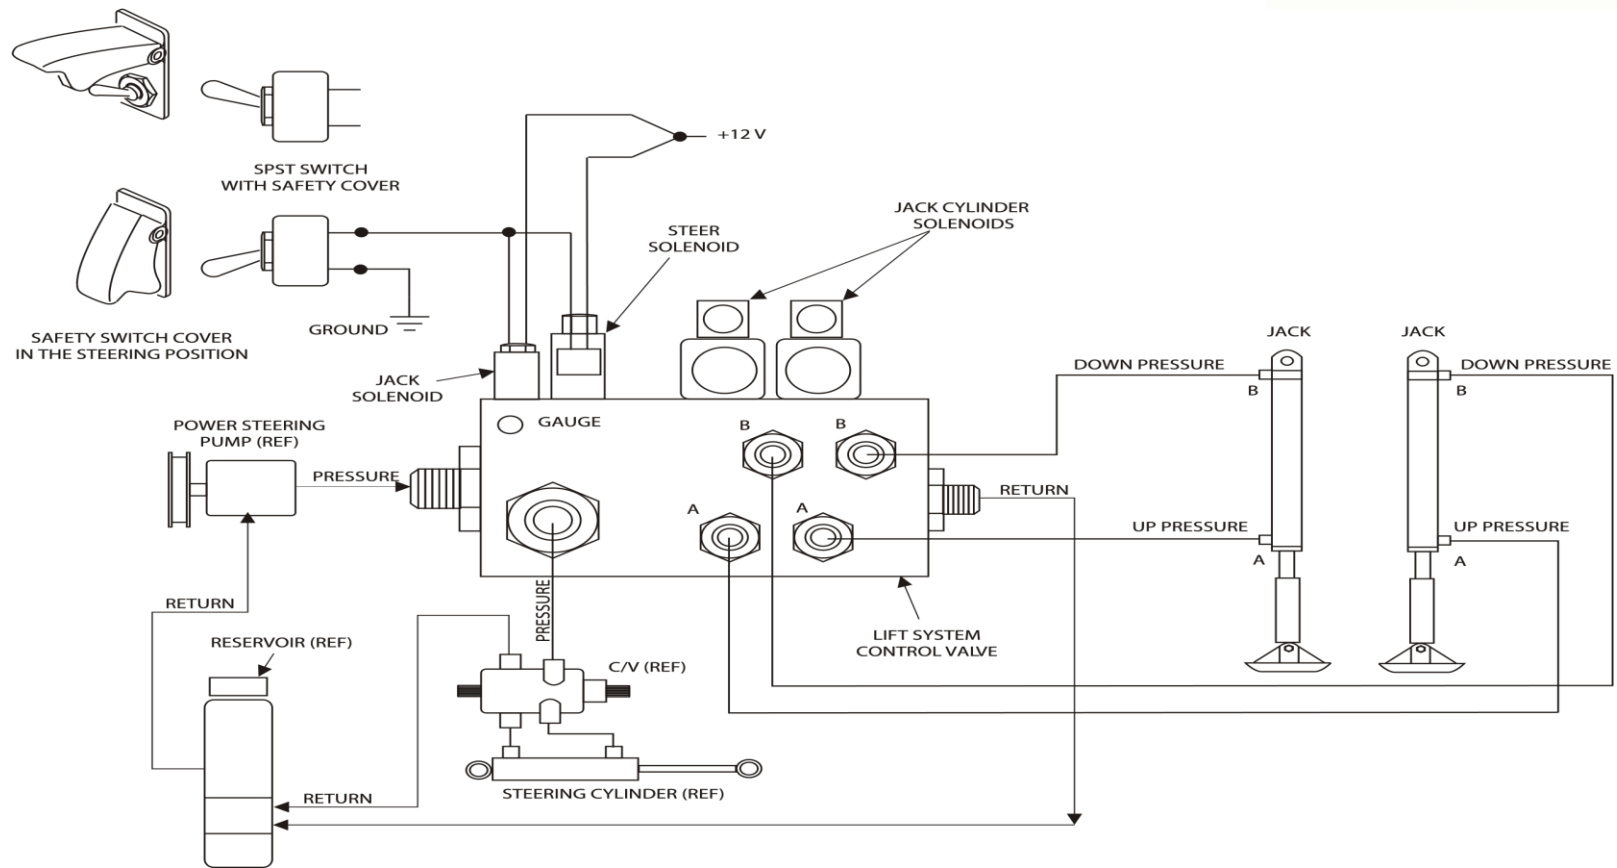 +12 V
SPST SWITCH
WITH SAFETY COVER
JACK CYLINDER
SOLENOIDS
STEER
SOLENOID
GROUND
SAFETY SWITCH COVER
IN THE STEERING POSITION
JACK
SOLENOID
JACK
JACK
DOWN PRESSURE
DOWN PRESSURE
B
B
GAUGE
B
B
POWER STEERING
PUMP (REF)
PRESSURE
RETURN
A
A
UP PRESSURE
UP PRESSURE
A
A
PRESSURE
RETURN
RESERVOIR (REF)
LIFT SYSTEM
CONTROL VALVE
C/V (REF)
RETURN
STEERING CYLINDER (REF)